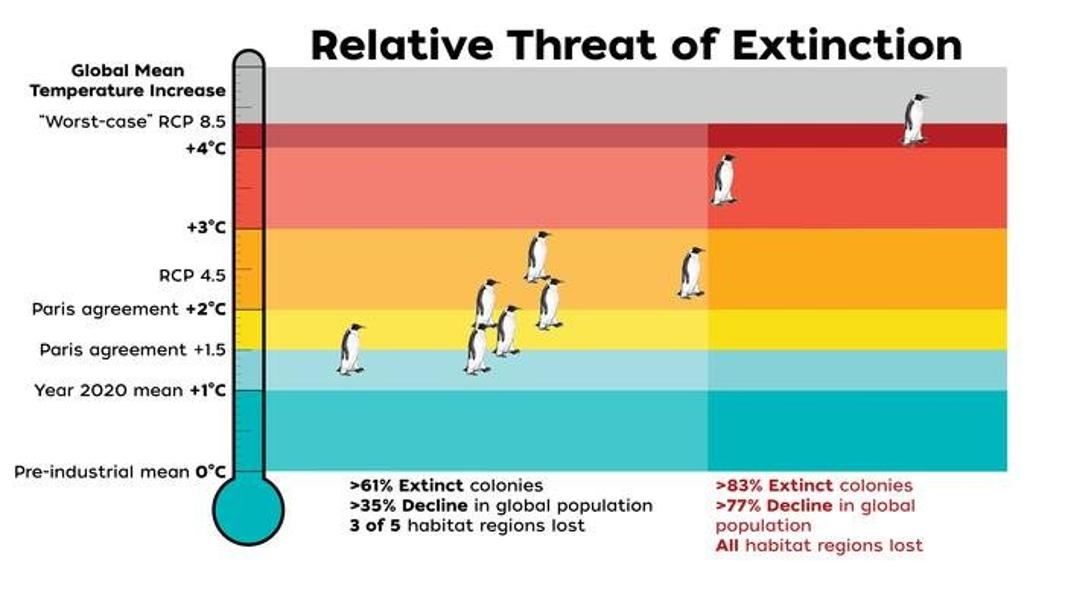 Relative Threat of Extinction
Global Mean
Temperature Increase
"Worst-case" RCP 8.5
+4°C
+3°C
RCP 4.5
Paris agreement +2°C
Paris agreement +1.5
Year 2020 mean +1°C
Pre-industrial mean 0°C
>61% Extinct colonies
>35% Decline in global population
3 of 5 habitat regions lost
>83% Extinct colonies
>77% Decline in global
population
All habitat regions lost